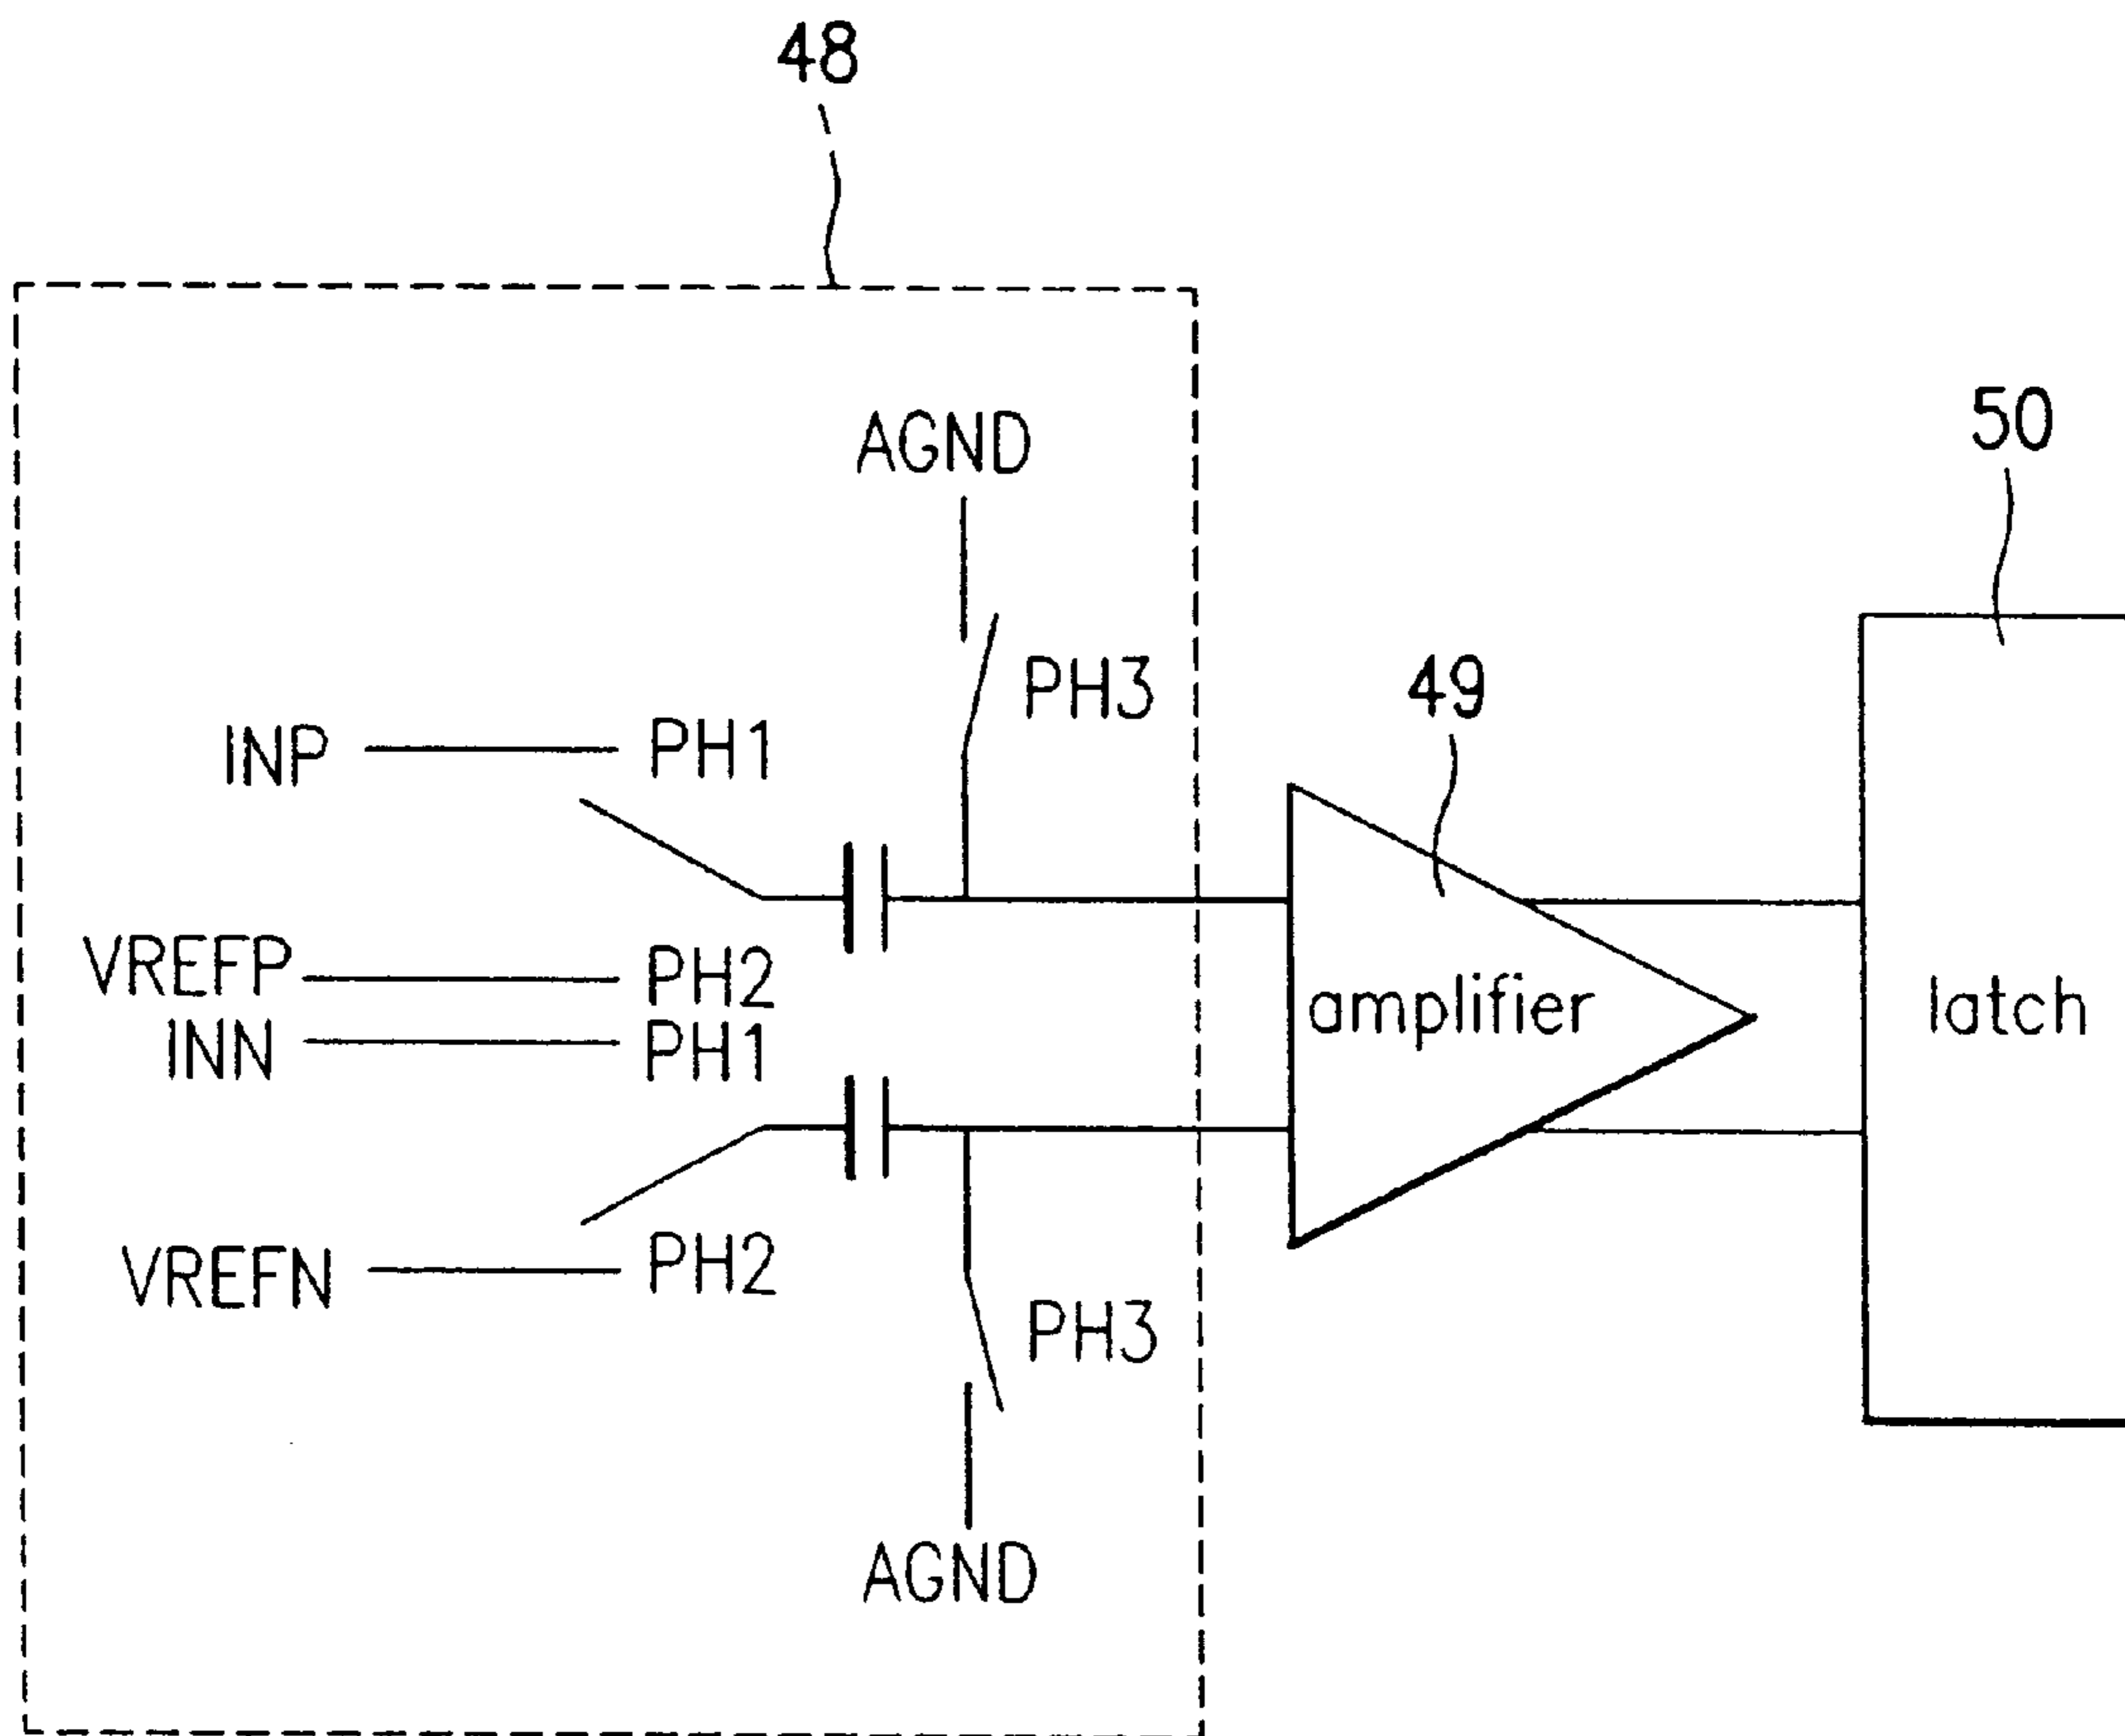 48
AGND
50
PH3
49
INP PH1
VREFP PH2
amplifier
latch
INN PH1
VREFN PH2
PH3
AGND